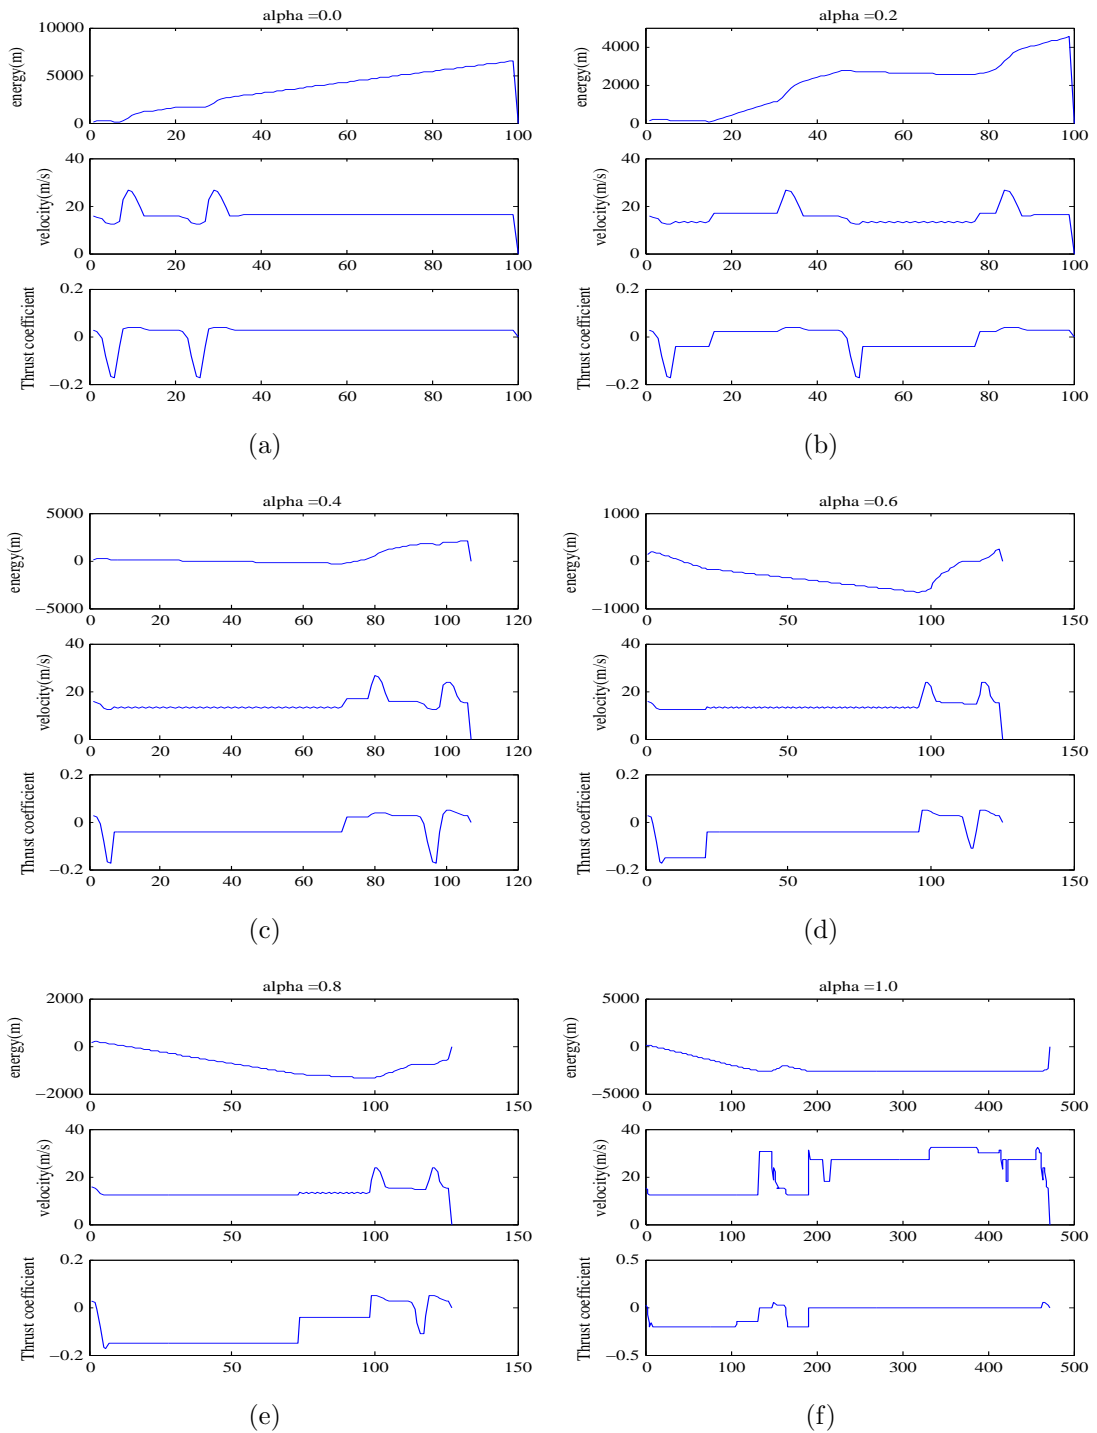 alpha =0.0
energy(m)
10000
5000
0
0 20 40 60 80 100
velocity(m/s)
40
20
0
0 20 40 60 80 100
Thrust coefficient
0.2
0
−0.2
0 20 40 60 80 100
(a)
alpha =0.2
energy(m)
4000
2000
0
0 20 40 60 80 100
velocity(m/s)
40
20
0
0 20 40 60 80 100
Thrust coefficient
0.2
0
−0.2
0 20 40 60 80 100
(b)
alpha =0.4
energy(m)
5000
0
−5000
0 20 40 60 80 100 120
velocity(m/s)
40
20
0
0 20 40 60 80 100 120
Thrust coefficient
0.2
0
−0.2
0 20 40 60 80 100 120
(c)
alpha =0.6
energy(m)
1000
0
−1000
0 50 100 150
velocity(m/s)
40
20
0
0 50 100 150
Thrust coefficient
0.2
0
−0.2
0 50 100 150
(d)
alpha =0.8
energy(m)
2000
0
−2000
0 50 100 150
velocity(m/s)
40
20
0
0 50 100 150
Thrust coefficient
0.2
0
−0.2
0 50 100 150
(e)
alpha =1.0
energy(m)
5000
0
−5000
0 100 200 300 400 500
velocity(m/s)
40
20
0
0 100 200 300 400 500
Thrust coefficient
0.5
0
−0.5
0 100 200 300 400 500
(f)